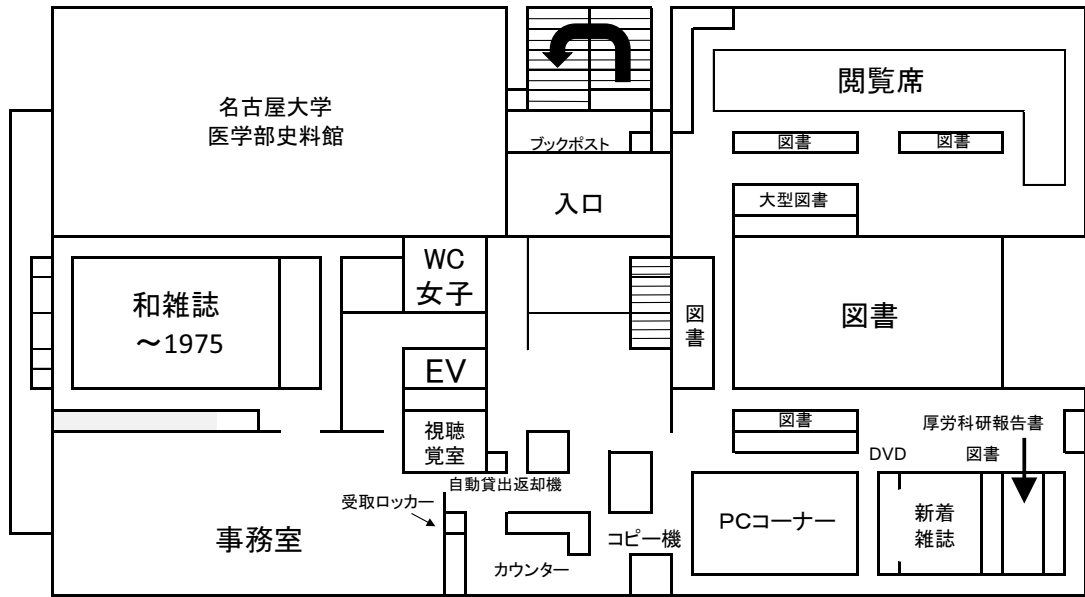 名古屋大学
医学部史料館
ブックポスト
入口
閲覧席
図書
図書
大型図書
WC
女子
和雑誌
～1975
EV
図
書
図書
視聴
覚室
図書
厚労科研報告書
DVD
図書
自動貸出返却機
受取ロッカー
事務室
カウンター
コピー機
PCコーナー
新着
雑誌